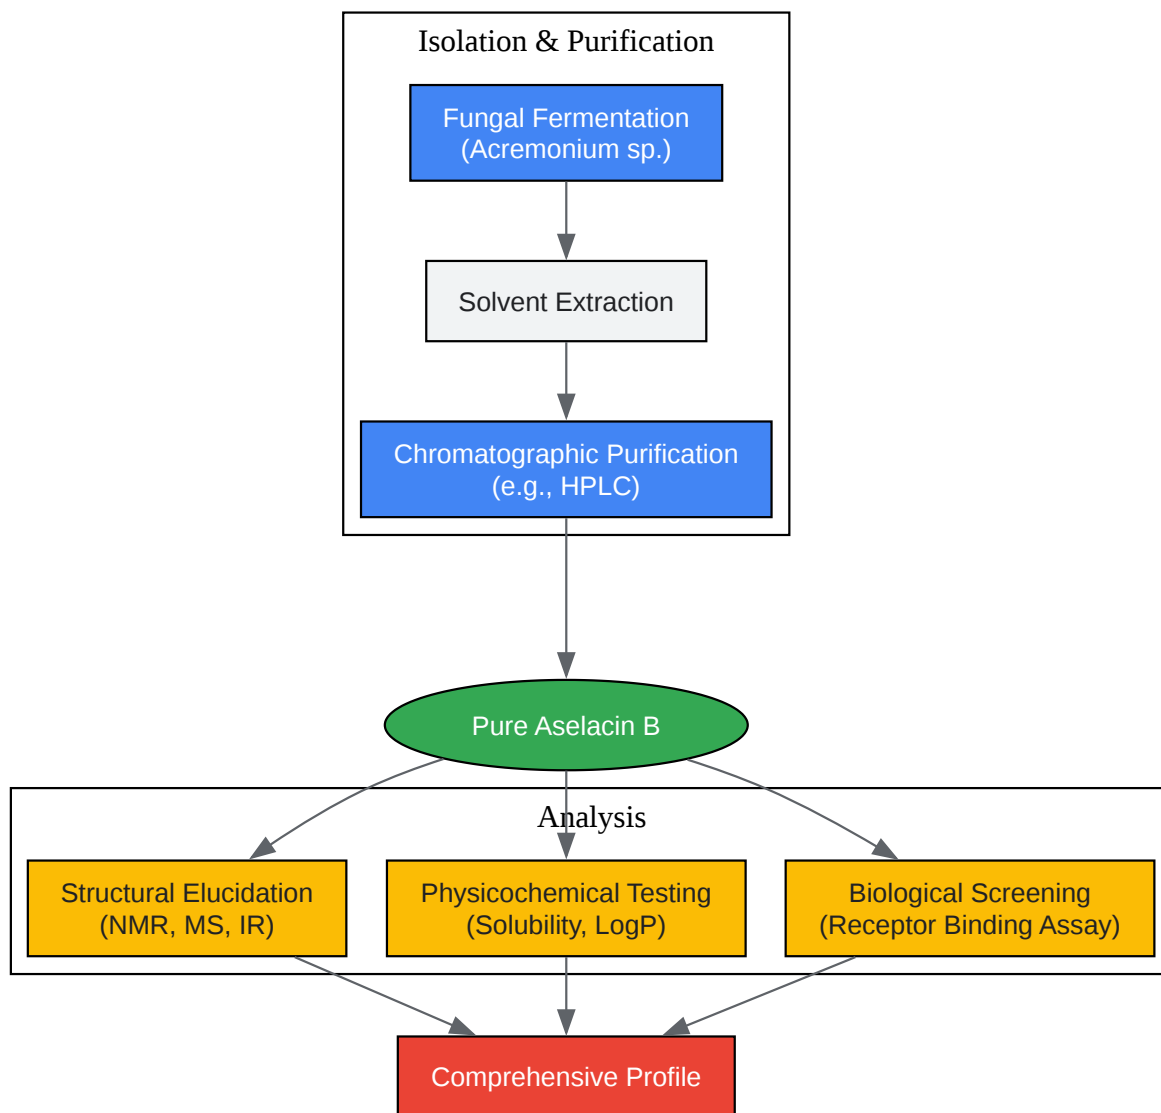 Isolation & Purification
Fungal Fermentation
(Acremonium sp.)
Solvent Extraction
Chromatographic Purification
(e.g., HPLC)
Pure Aselacin B
Analysis
Structural Elucidation
(NMR, MS, IR)
Physicochemical Testing
(Solubility, LogP)
Biological Screening
(Receptor Binding Assay)
Comprehensive Profile